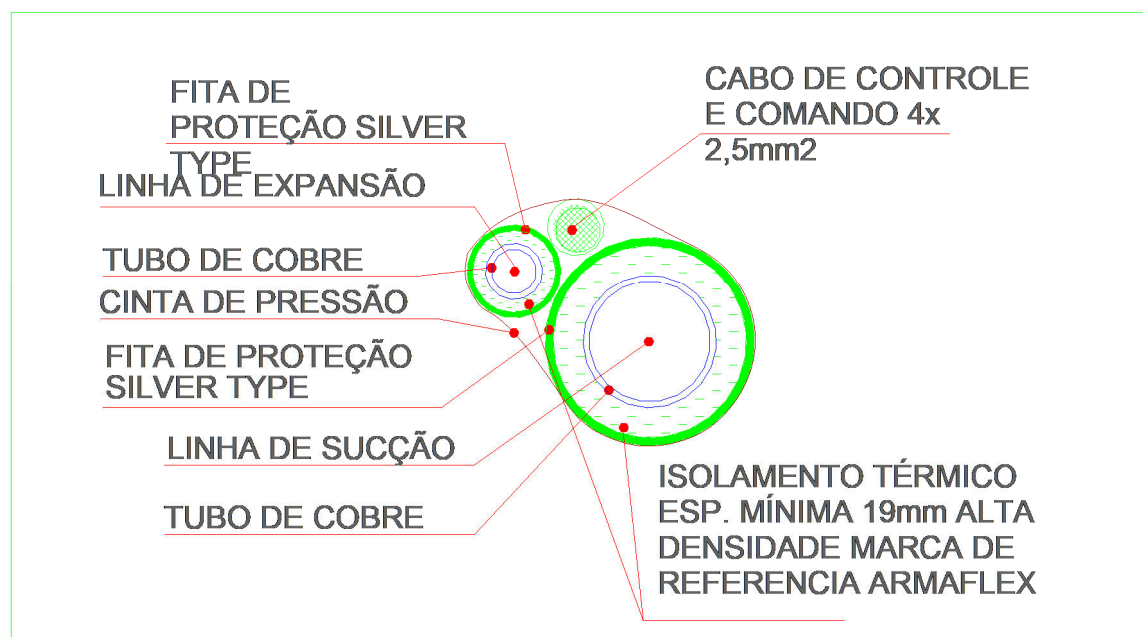 FITA DE
PROTEÇÃO SILVER
TYPE
LINHA DE EXPANSÃO
TUBO DE COBRE
CINTA DE PRESSÃO
FITA DE PROTEÇÃO
SILVER TYPE
LINHA DE SUCÇÃO
TUBO DE COBRE
CABO DE CONTROLE
E COMANDO 4x
2,5mm2
ISOLAMENTO TÉRMICO
ESP. MÍNIMA 19mm ALTA
DENSIDADE MARCA DE
REFERENCIA ARMAFLEX